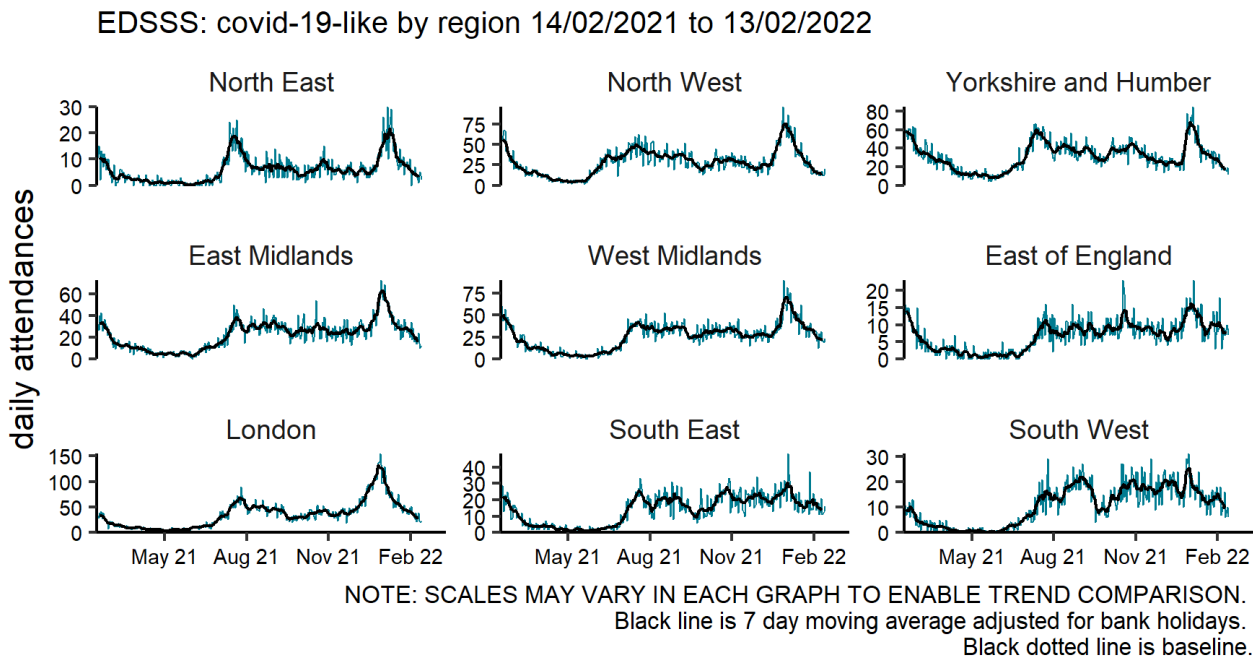 EDSSS: covid-19-like by region 14/02/2021 to 13/02/2022
daily attendances
North East
30
20
10
0
North West
75
50
25
0
Yorkshire and Humber
80
60
40
20
0
East Midlands
60
40
20
0
West Midlands
75
50
25
0
East of England
20
15
10
5
0
London
150
100
50
0
May 21 Aug 21 Nov 21 Feb 22
South East
40
30
20
10
0
May 21 Aug 21 Nov 21 Feb 22
South West
30
20
10
0
May 21 Aug 21 Nov 21 Feb 22
NOTE: SCALES MAY VARY IN EACH GRAPH TO ENABLE TREND COMPARISON.
Black line is 7 day moving average adjusted for bank holidays.
Black dotted line is baseline.